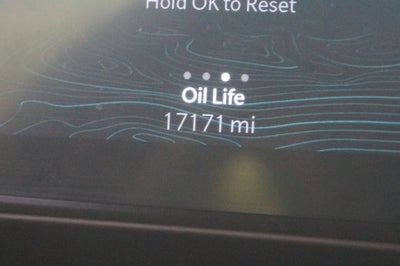 Hold OK to Reset
Oil Life
17171 mi